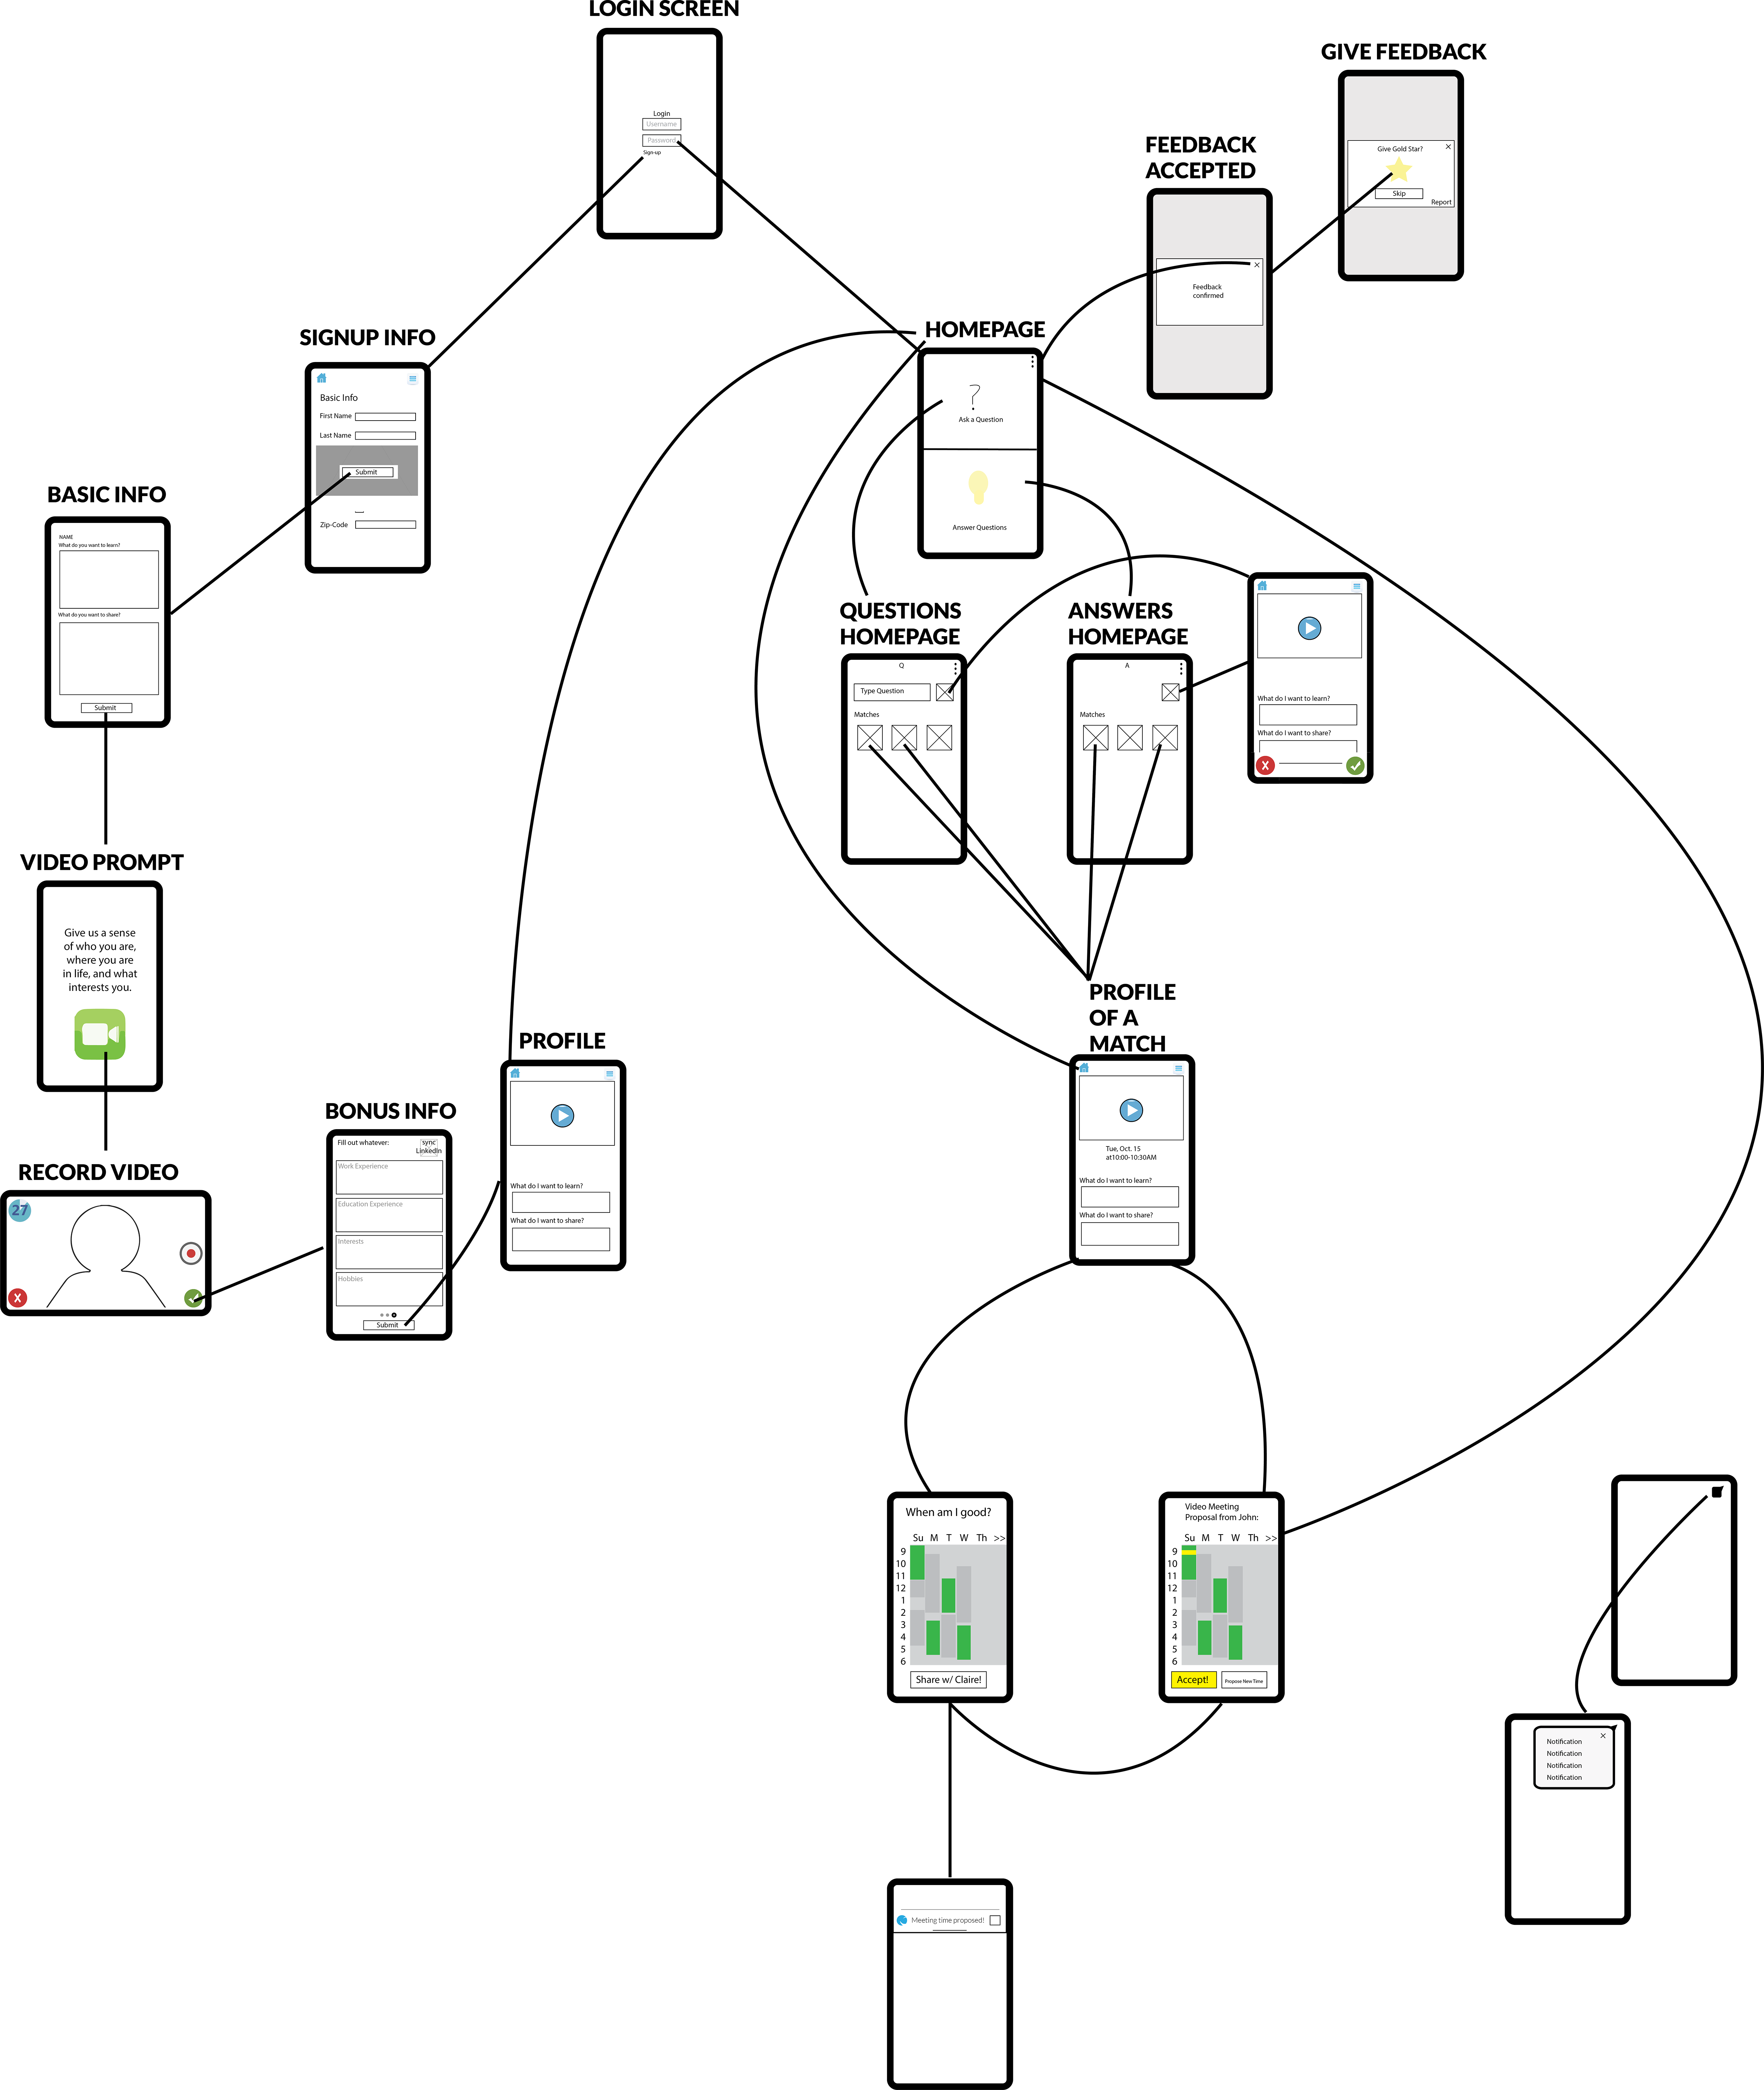 LOGIN SCREEN
Login
Username
Password
Sign-up
GIVE FEEDBACK
Give Gold Star?
Skip
Report
FEEDBACK
ACCEPTED
Feedback
confirmed
SIGNUP INFO
Basic Info
First Name
Last Name
Submit
Zip-Code
HOMEPAGE
?
Ask a Question
Answer Questions
BASIC INFO
NAME
What do you want to learn?
What do you want to share?
Submit
QUESTIONS
HOMEPAGE
Q
Type Question
Matches
ANSWERS
HOMEPAGE
A
Matches
What do I want to learn?
What do I want to share?
X
VIDEO PROMPT
Give us a sense
of who you are,
where you are
in life, and what
interests you.
RECORD VIDEO
27
X
BONUS INFO
Fill out whatever:
sync
LinkedIn
Work Experience
Education Experience
Interests
Hobbies
Submit
PROFILE
What do I want to learn?
What do I want to share?
PROFILE
OF A
MATCH
Tue, Oct. 15
at10:00-10:30AM
What do I want to learn?
What do I want to share?
When am I good?
Su M T W Th >>
9
10
11
12
1
2
3
4
5
6
Share w/ Claire!
Video Meeting
Proposal from John:
Su M T W Th >>
9
10
11
12
1
2
3
4
5
6
Accept!
Propose New Time
Notification
Notification
Notification
Notification
Meeting time proposed!